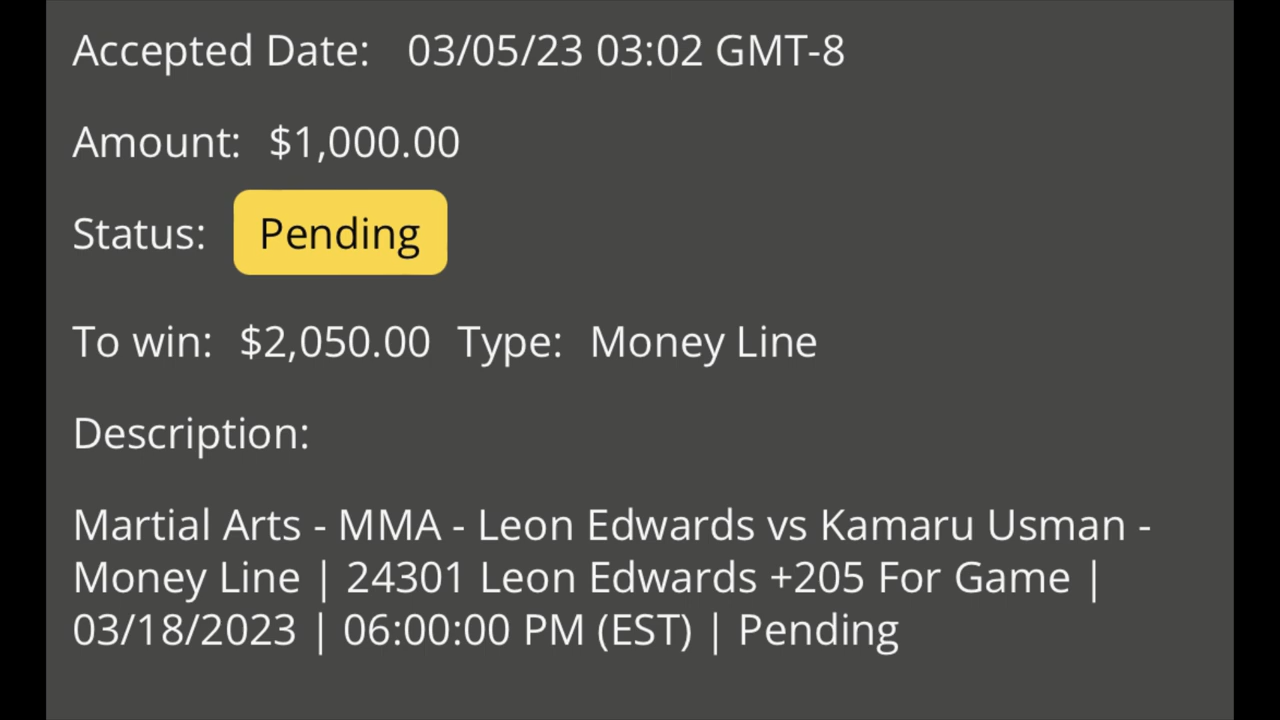 Accepted Date: 03/05/23 03:02 GMT-8
Amount: $1,000.00
Status: Pending
To win: $2,050.00 Type: Money Line
Description:
Martial Arts - MMA - Leon Edwards vs Kamaru Usman -
Money Line | 24301 Leon Edwards +205 For Game |
03/18/2023 | 06:00:00 PM (EST) | Pending